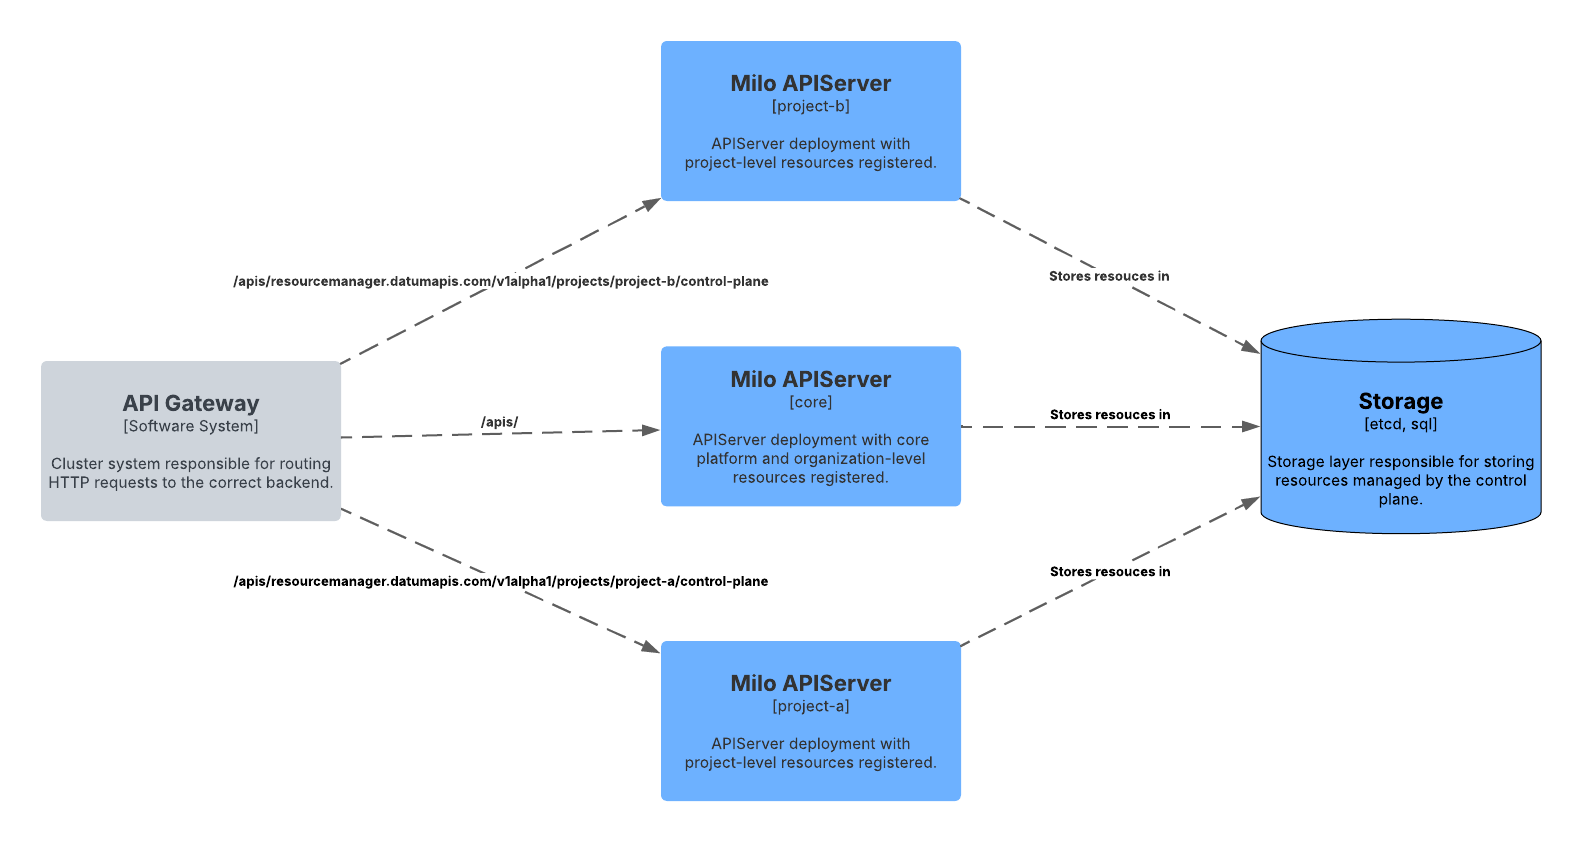 Milo APIServer
[project-b]
APIServer deployment with
project-level resources registered.
/apis/resourcemanager.datumapis.com/v1alpha1/projects/project-b/control-plane
Stores resouces in
API Gateway
[Software System]
Cluster system responsible for routing
HTTP requests to the correct backend.
/apis/
Milo APIServer
[core]
APIServer deployment with core
platform and organization-level
resources registered.
Stores resouces in
Storage
[etcd, sql]
Storage layer responsible for storing
resources managed by the control
plane.
/apis/resourcemanager.datumapis.com/v1alpha1/projects/project-a/control-plane
Stores resouces in
Milo APIServer
[project-a]
APIServer deployment with
project-level resources registered.